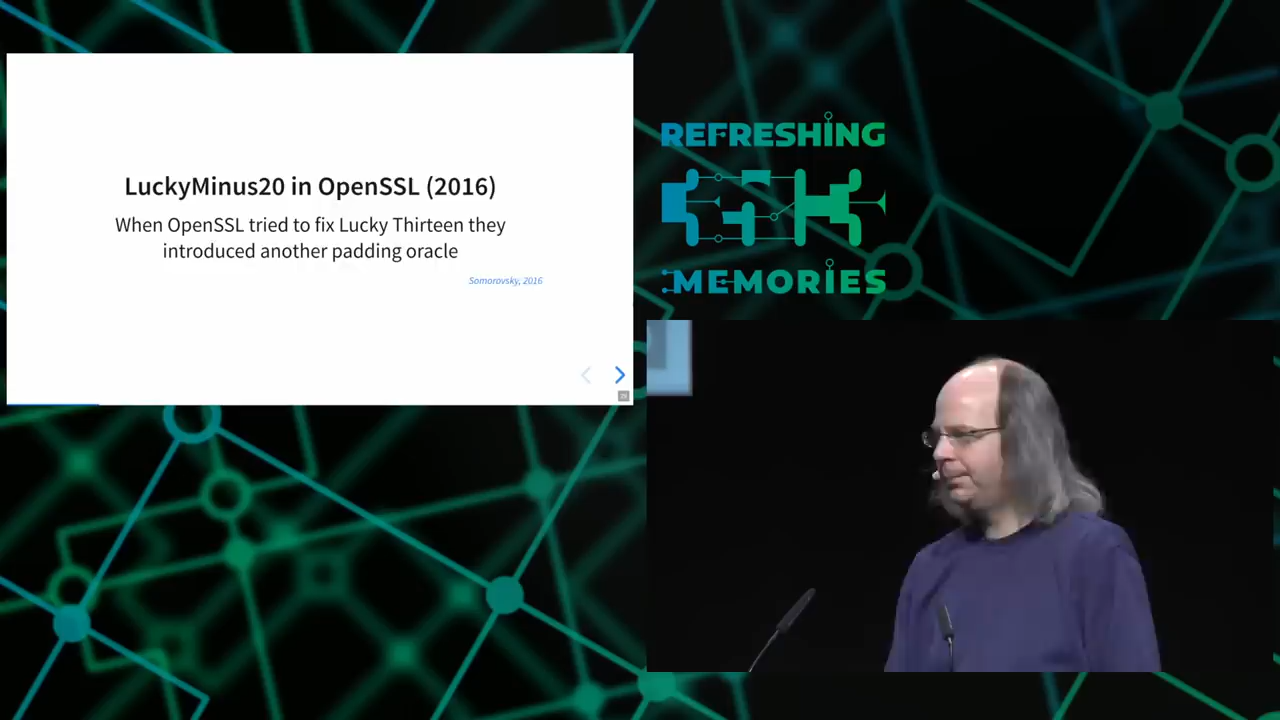 LuckyMinus20 in OpenSSL (2016)
When OpenSSL tried to fix Lucky Thirteen they
introduced another padding oracle
Somorovsky, 2016
REFRESHING
MEMORIES